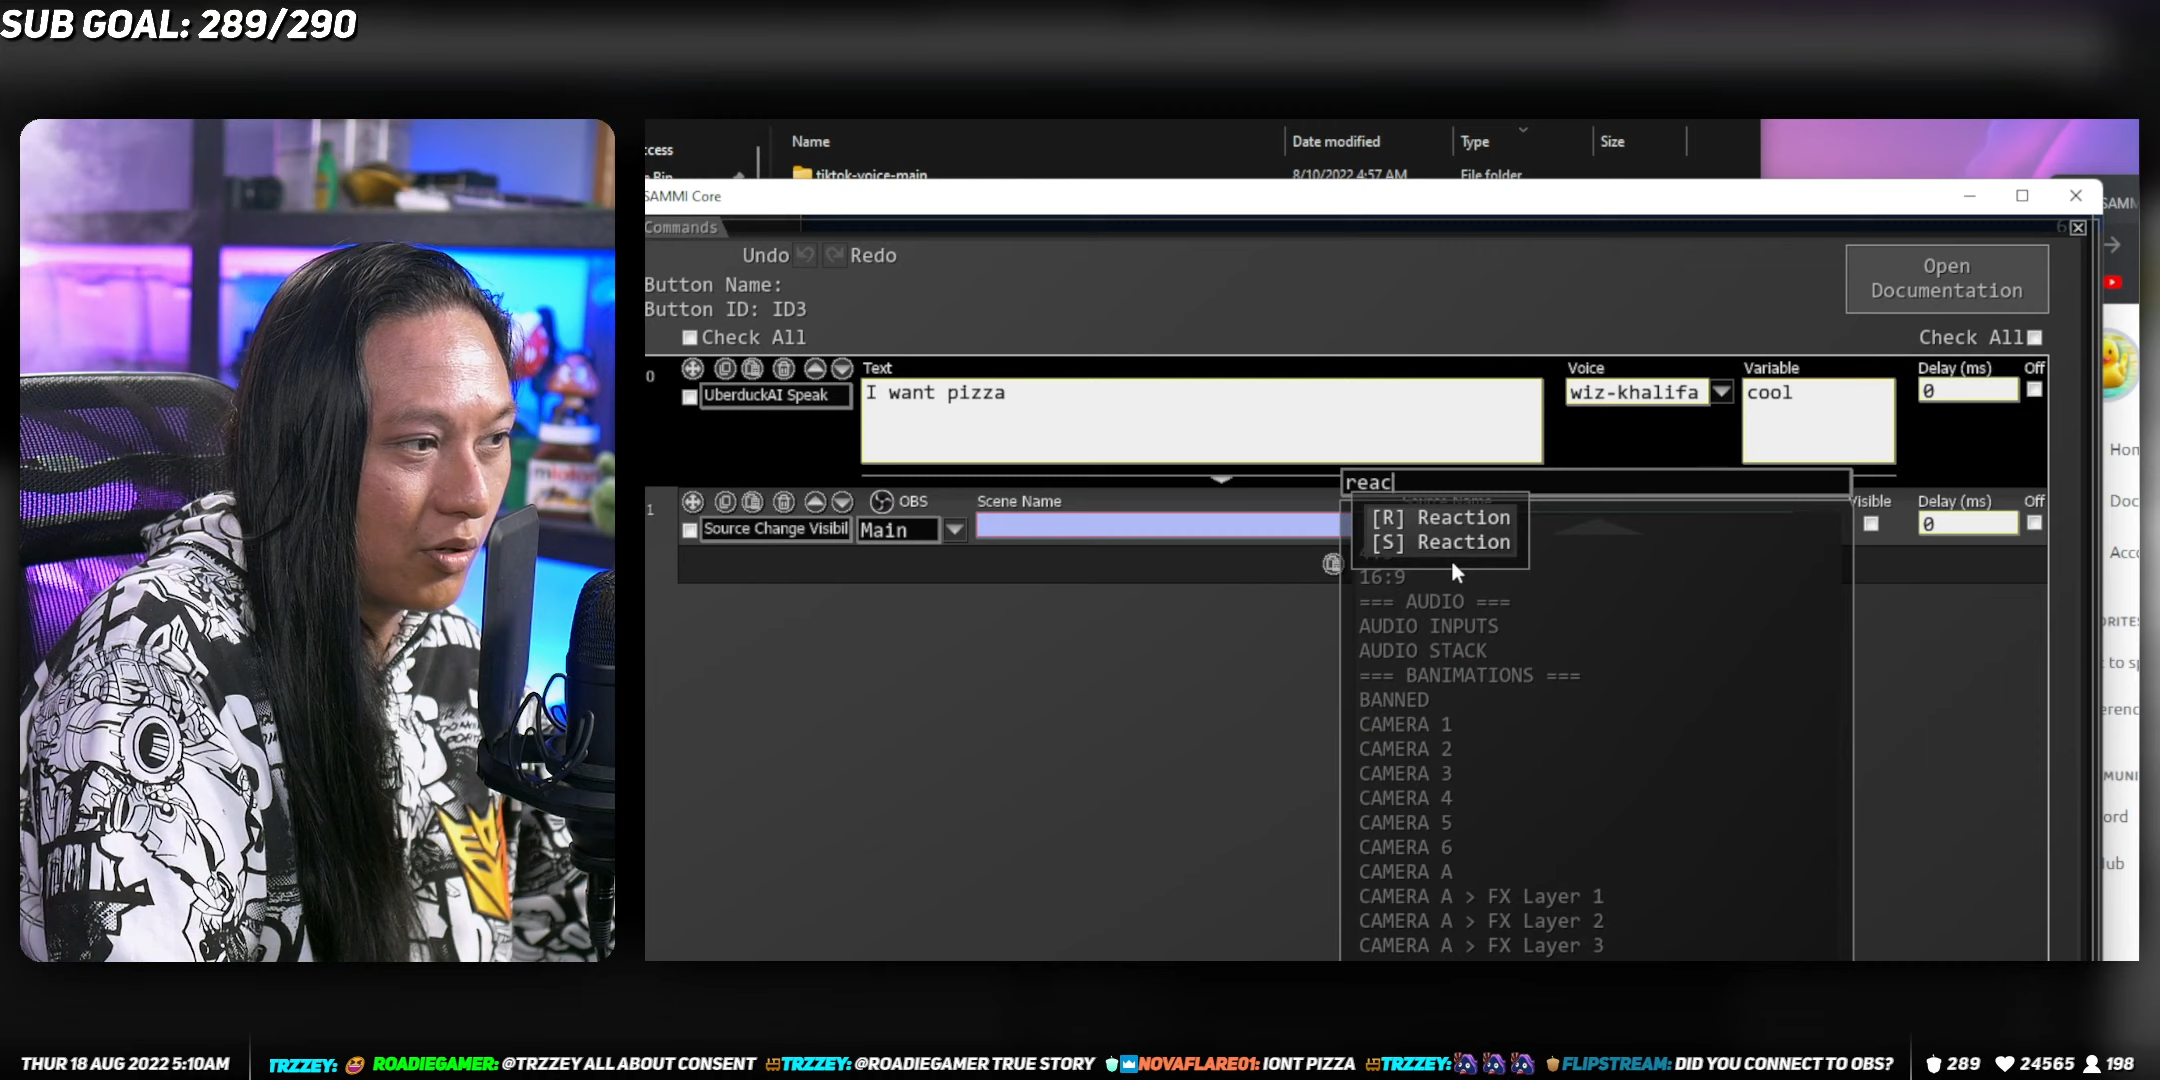 SUB GOAL: 289/290
ccess
Name
Date modified
Type
Size
tiktok-voice-main
8/10/2022 4:57 AM
File folder
SAMMI Core
Commands
Undo
Redo
Button Name:
Button ID: ID3
Open
Documentation
Check All
Check All
0
Text
Voice
Variable
Delay (ms)
Off
UberduckAI Speak
I want pizza
wiz-khalifa
cool
0
reac
1
OBS
Scene Name
Source Name
Visible
Delay (ms)
Off
Source Change Visibil
Main
0
[R] Reaction
[S] Reaction
16:9
=== AUDIO ===
AUDIO INPUTS
AUDIO STACK
=== BANIMATIONS ===
BANNED
CAMERA 1
CAMERA 2
CAMERA 3
CAMERA 4
CAMERA 5
CAMERA 6
CAMERA A
CAMERA A > FX Layer 1
CAMERA A > FX Layer 2
CAMERA A > FX Layer 3
THUR 18 AUG 2022 5:10AM
TRZZEY:
ROADIEGAMER: @TRZZEY ALL ABOUT CONSENT
TRZZEY: @ROADIEGAMER TRUE STORY
NOVAFLARE01: IONT PIZZA
TRZZEY:
FLIPSTREAM: DID YOU CONNECT TO OBS?
289
24565
198